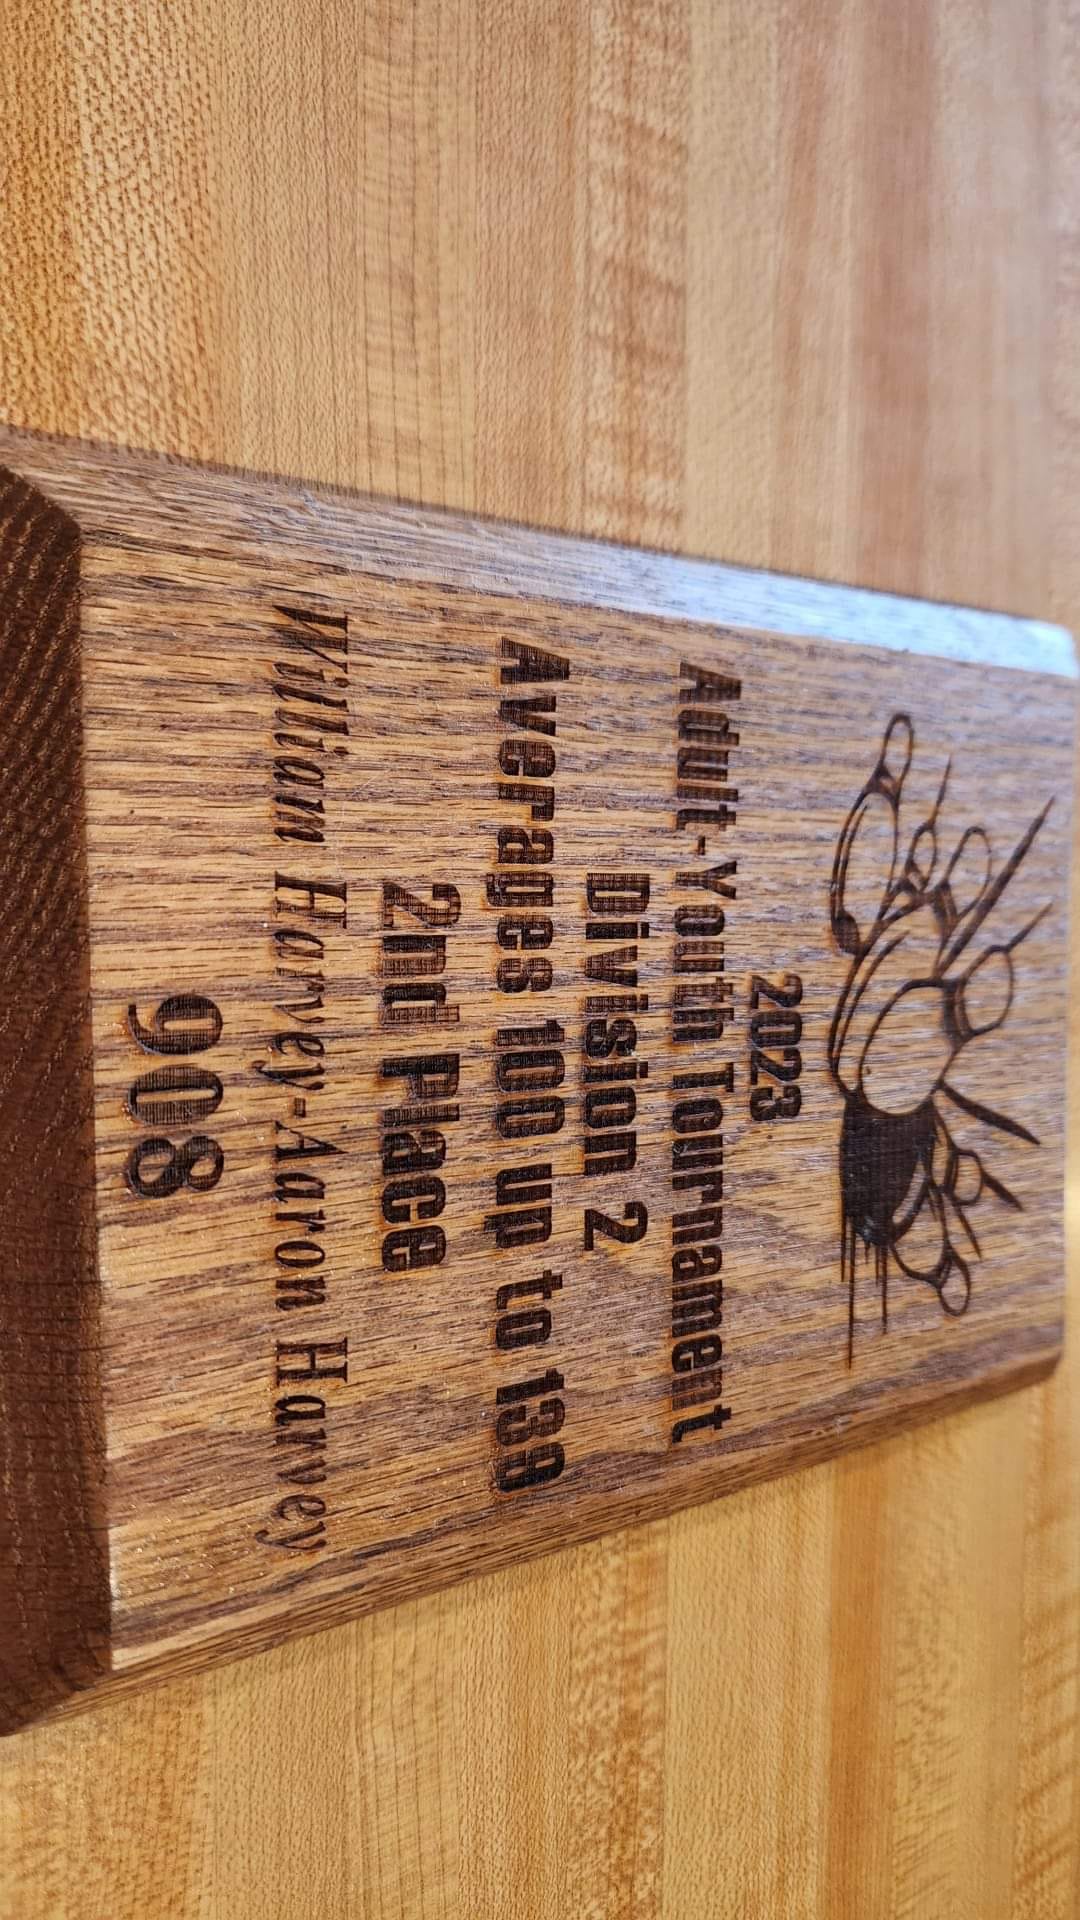 2023
Adult-Youth Tournament
Division 2
Averages 100 up to 139
2nd Place
William Harvey-Aaron Harvey
908